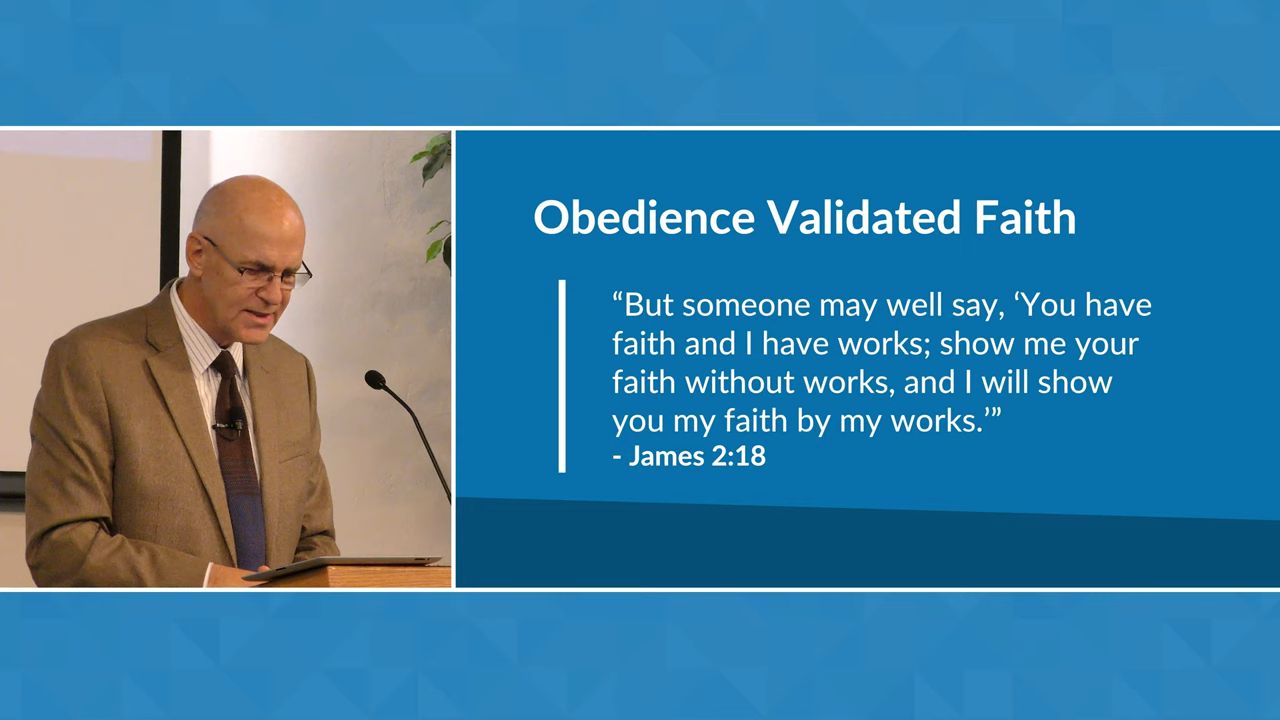 Obedience Validated Faith
“But someone may well say, ‘You have
faith and I have works; show me your
faith without works, and I will show
you my faith by my works.’”
- James 2:18